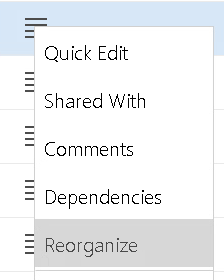 Quick Edit
Shared With
Comments
Dependencies
Reorganize